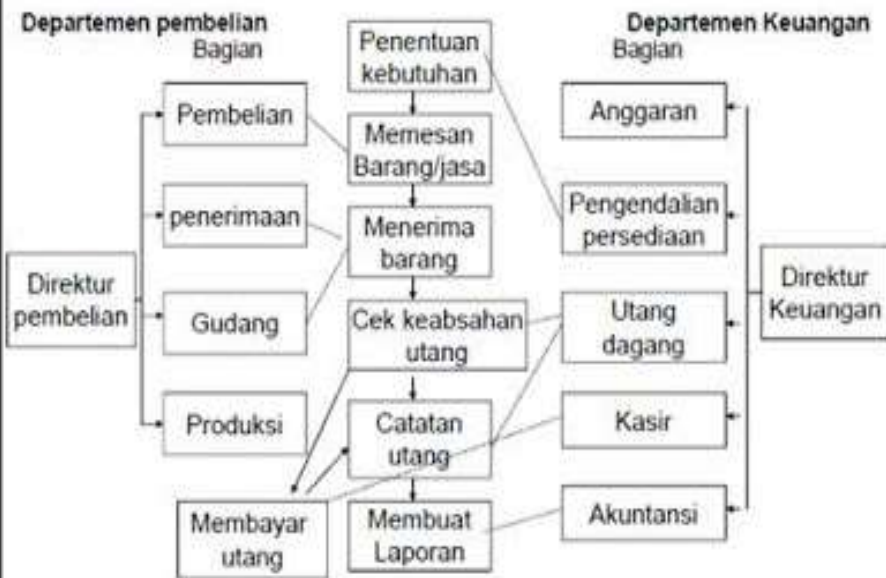 Departemen pembelian
Bagian
Departemen Keuangan
Bagian
Penentuan
kebutuhan
Pembelian
Anggaran
Memesan
Barang/jasa
penerimaan
Pengendalian
persediaan
Menerima
barang
Direktur
pembelian
Direktur
Keuangan
Gudang
Cek keabsahan
utang
Utang
dagang
Produksi
Catatan
utang
Kasir
Membayar
utang
Membuat
Laporan
Akuntansi